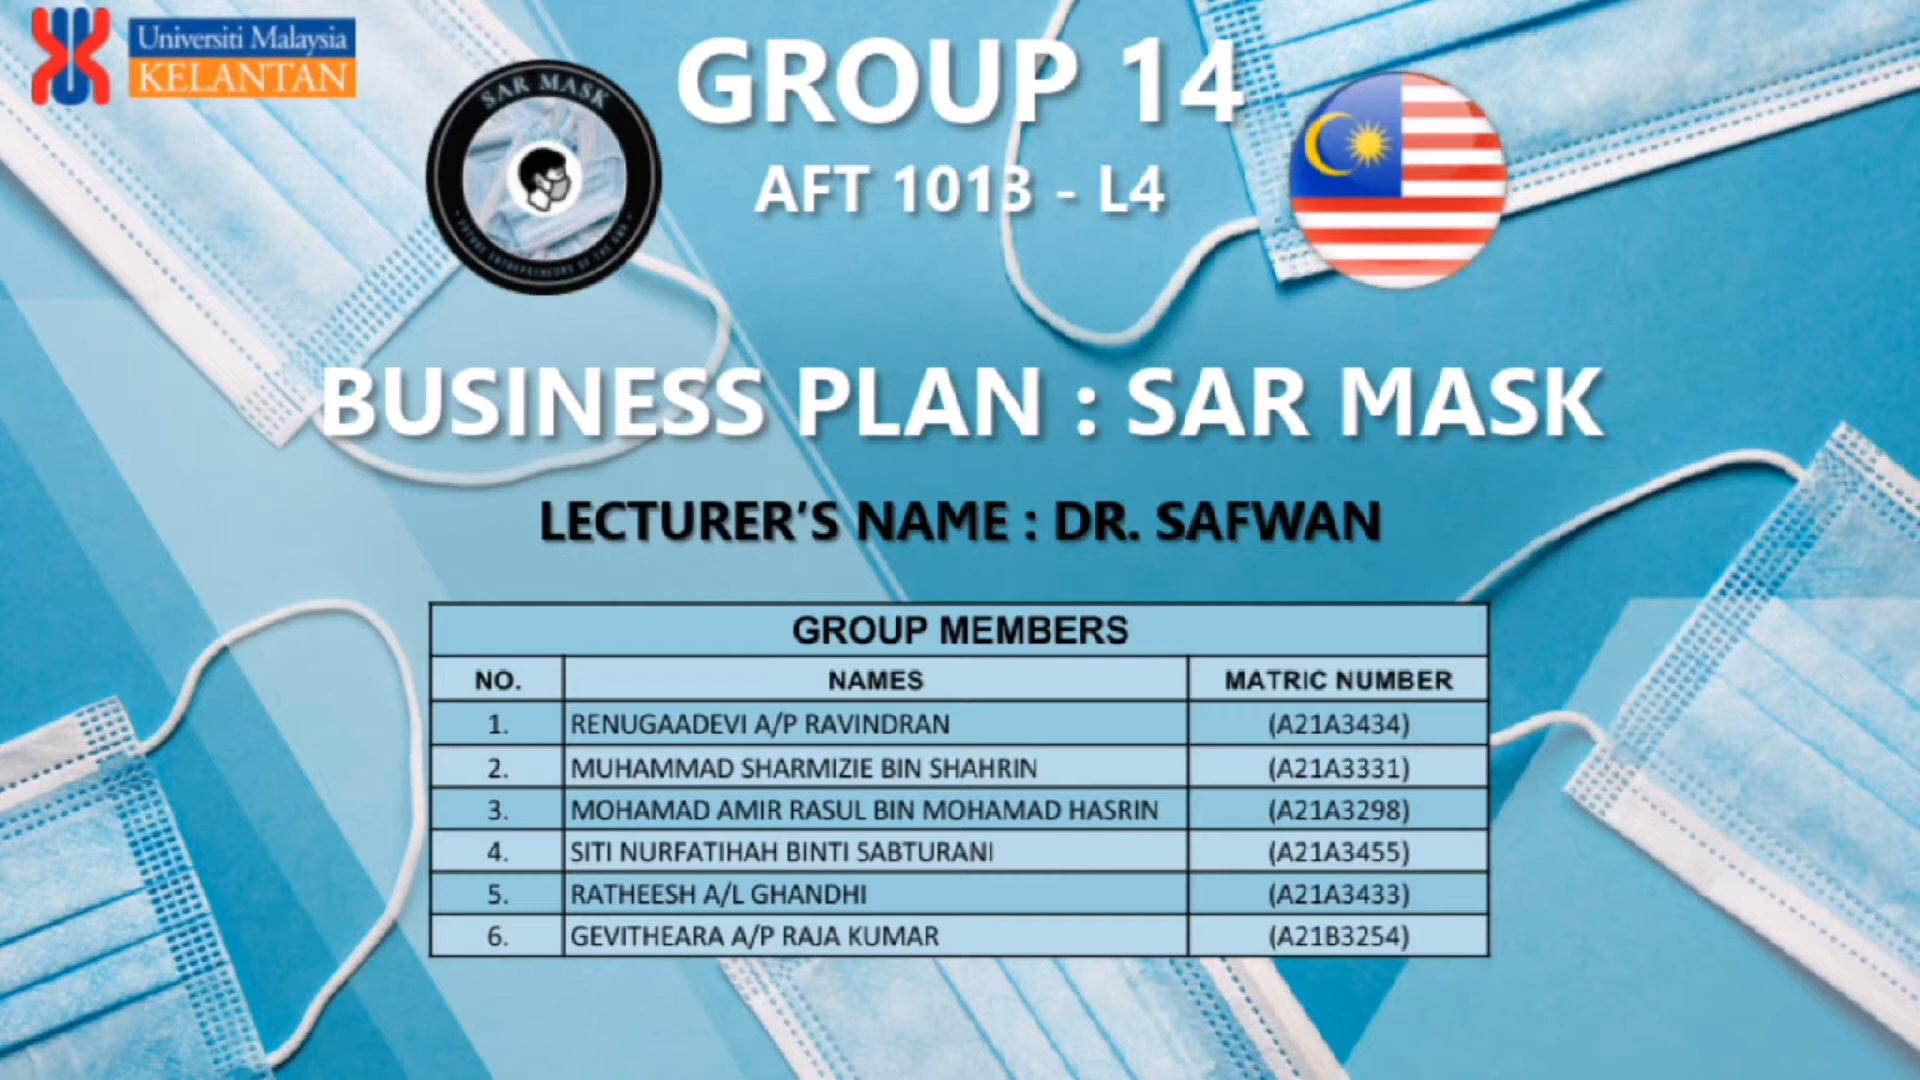 Universiti Malaysia
KELANTAN
SAR MASK
GROUP 14
AFT 1013 - L4
BUSINESS PLAN : SAR MASK
LECTURER'S NAME : DR. SAFWAN
GROUP MEMBERS
NO. NAMES MATRIC NUMBER
1. RENUGAADEVI A/P RAVINDRAN (A21A3434)
2. MUHAMMAD SHARMIZIE BIN SHAHRIN (A21A3331)
3. MOHAMAD AMIR RASUL BIN MOHAMAD HASRIN (A21A3298)
4. SITI NURFATIHAH BINTI SABTURANI (A21A3455)
5. RATHEESH A/L GHANDHI (A21A3433)
6. GEVITHEARA A/P RAJA KUMAR (A21B3254)